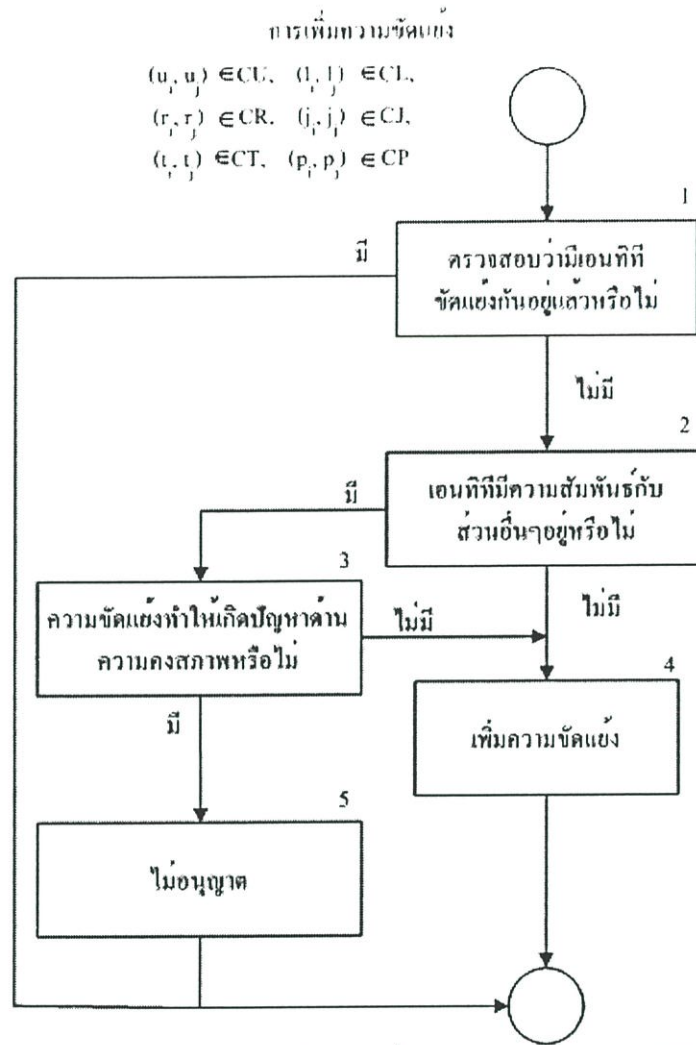 การเพิ่มความขัดแย้ง
(u_i, u_j) ∈CU, (l_i, l_j) ∈CL,
(r_i, r_j) ∈CR, (j_i, j_j) ∈CJ,
(t_i, t_j) ∈CT, (p_i, p_j) ∈CP
1
มี
ตรวจสอบว่ามีเอนทิที
ขัดแย้งกันอยู่แล้วหรือไม่
ไม่มี
2
มี
เอนทิทีมีความสัมพันธ์กับ
ส่วนอื่นๆอยู่หรือไม่
3
ไม่มี
ความขัดแย้งทำให้เกิดปัญหาด้าน
ความคงสภาพหรือไม่
ไม่มี
4
มี
เพิ่มความขัดแย้ง
5
ไม่อนุญาต